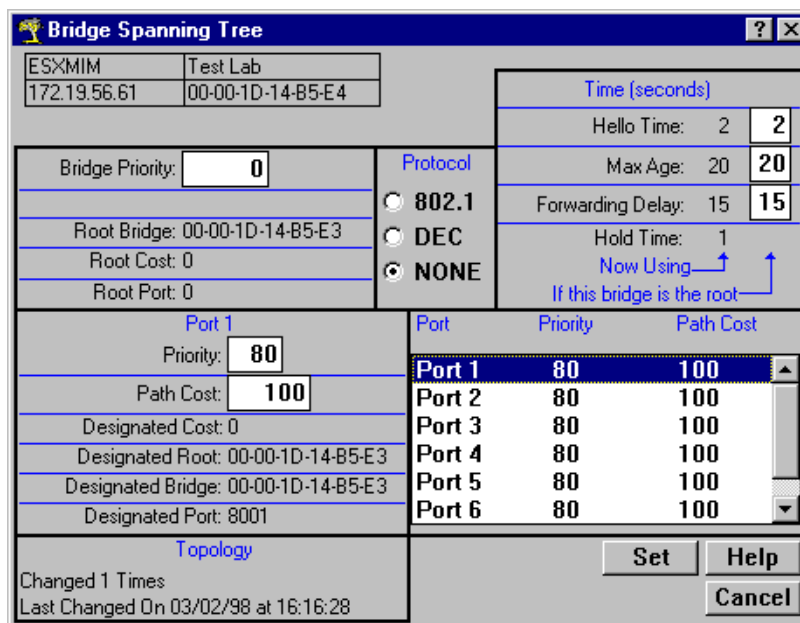 Bridge Spanning Tree
ESXMIM Test Lab
172.19.56.61 00-00-1D-14-B5-E4
Time (seconds)
Hello Time: 2 2
Max Age: 20 20
Forwarding Delay: 15 15
Hold Time: 1
Now Using
If this bridge is the root
Bridge Priority: 0
Root Bridge: 00-00-1D-14-B5-E3
Root Cost: 0
Root Port: 0
Protocol
802.1
DEC
NONE
Port 1
Priority: 80
Path Cost: 100
Designated Cost: 0
Designated Root: 00-00-1D-14-B5-E3
Designated Bridge: 00-00-1D-14-B5-E3
Designated Port: 8001
Port Priority Path Cost
Port 1 80 100
Port 2 80 100
Port 3 80 100
Port 4 80 100
Port 5 80 100
Port 6 80 100
Topology
Changed 1 Times
Last Changed On 03/02/98 at 16:16:28
Set Help
Cancel